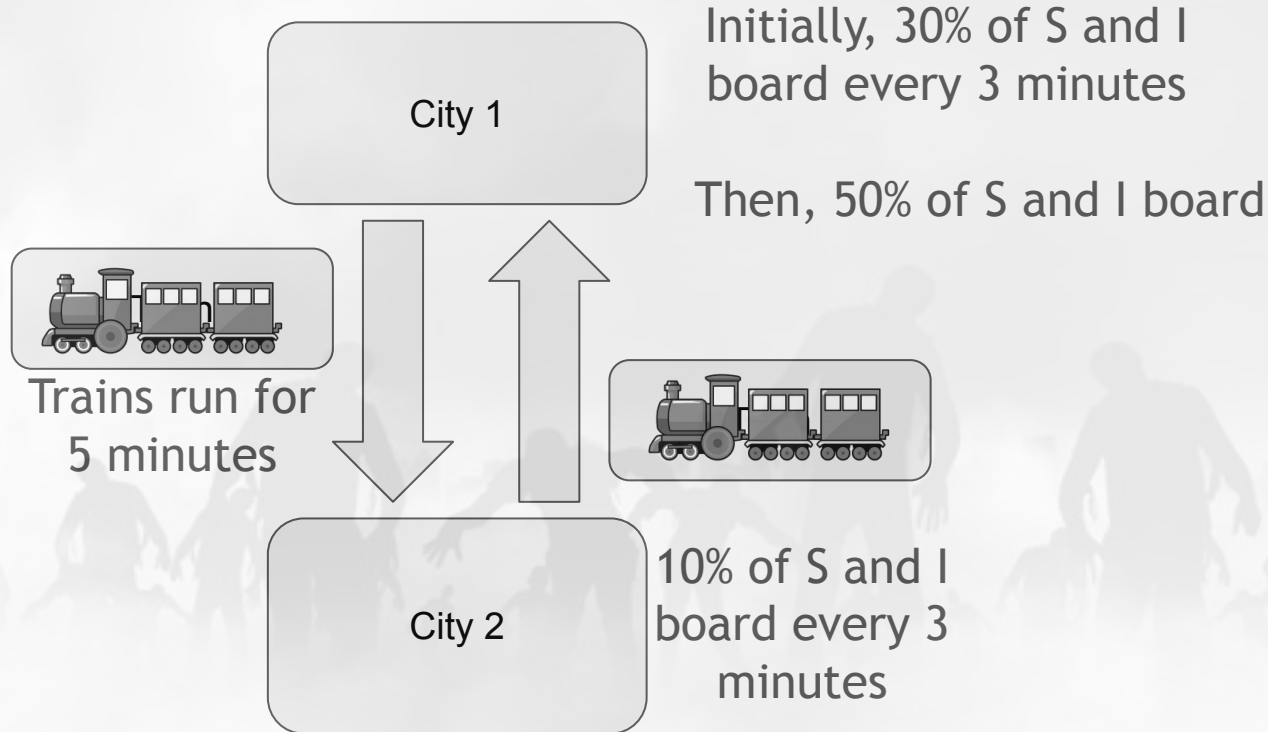 Initially, 30% of S and I
board every 3 minutes
City 1
Then, 50% of S and I board
Trains run for
5 minutes
10% of S and I
board every 3
minutes
City 2